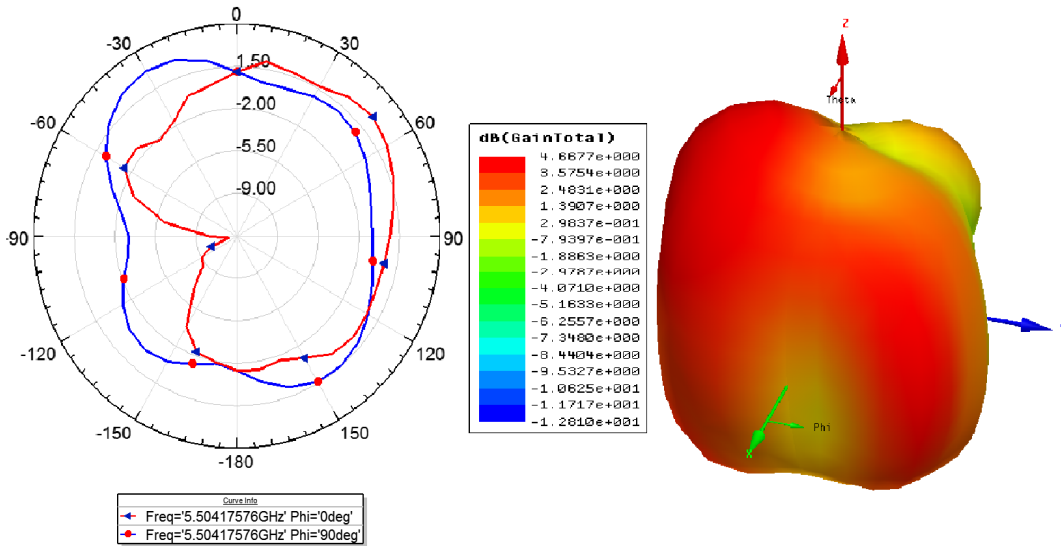 0
-30
30
-60
60
-90
90
-120
120
-150
150
-180
1.50
-2.00
-5.50
-9.00
Curve Info
Freq='5.50417576GHz' Phi='0deg'
Freq='5.50417576GHz' Phi='90deg'
dB(GainTotal)
4.6677e+000
3.5754e+000
2.4831e+000
1.3907e+000
2.9837e-001
-7.9397e-001
-1.8863e+000
-2.9787e+000
-4.0710e+000
-5.1633e+000
-6.2557e+000
-7.3480e+000
-8.4404e+000
-9.5327e+000
-1.0625e+001
-1.1717e+001
-1.2810e+001
Z
Theta
Phi
X